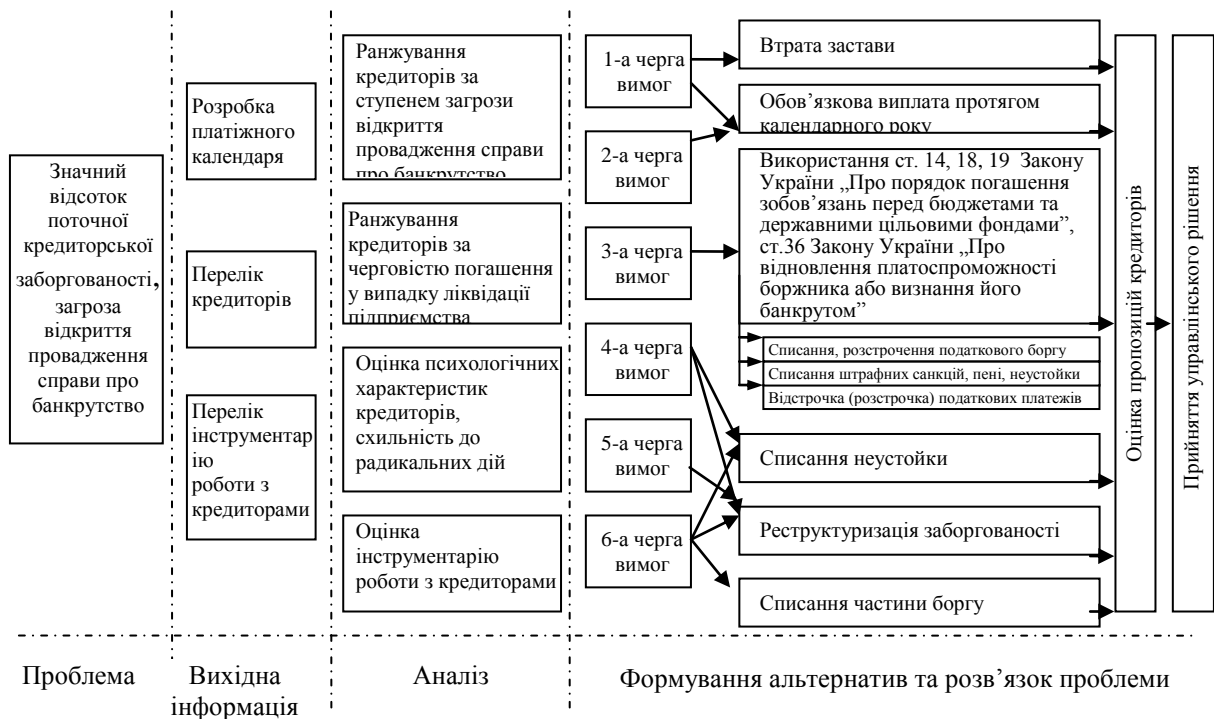 Значний
відсоток
поточної
кредиторської
заборгованості,
загроза
відкриття
провадження
справи про
банкрутство
Розробка
платіжного
календаря
Перелік
кредиторів
Перелік
інструментар
ію
роботи з
кредиторами
Ранжування
кредиторів за
ступенем загрози
відкриття
провадження справи
про банкротство
Ранжування
кредиторів за
черговістю погашення
у випадку ліквідації
підприємства
Оцінка психологічних
характеристик
кредиторів,
схильність до
радикальних дій
Оцінка
інструментарію
роботи з кредиторами
1-а черга
вимог
2-а черга
вимог
3-а черга
вимог
4-а черга
вимог
5-а черга
вимог
6-а черга
вимог
Втрата застави
Обов’язкова виплата протягом
календарного року
Використання ст. 14, 18, 19 Закону
України „Про порядок погашення
зобов’язань перед бюджетами та
державними цільовими фондами”,
ст.36 Закону України „Про
відновлення платоспроможності
боржника або визнання його
банкрутом”
Списання, розстрочення податкового боргу
Списання штрафних санкцій, пені, неустойки
Відстрочка (розстрочка) податкових платежів
Списання неустойки
Реструктуризація заборгованості
Списання частини боргу
Оцінка пропозицій кредиторів
Прийняття управлінського рішення
Проблема
Вихідна
інформація
Аналіз
Формування альтернатив та розв’язок проблеми